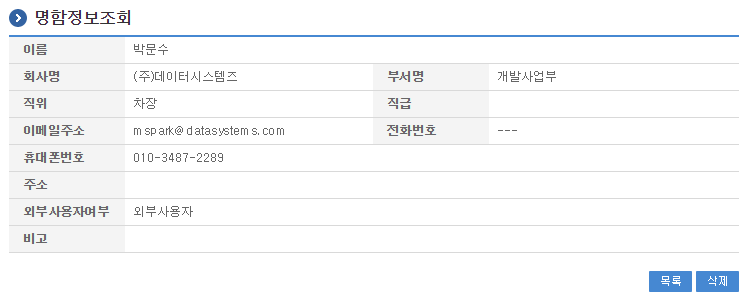 명함정보조회
이름 박문수
회사명 (주)데이터시스템즈 부서명 개발사업부
직위 차장 직급
이메일주소 mspark@datasystems.com 전화번호 ---
휴대폰번호 010-3487-2289
주소
외부사용자여부 외부사용자
비고
목록 삭제